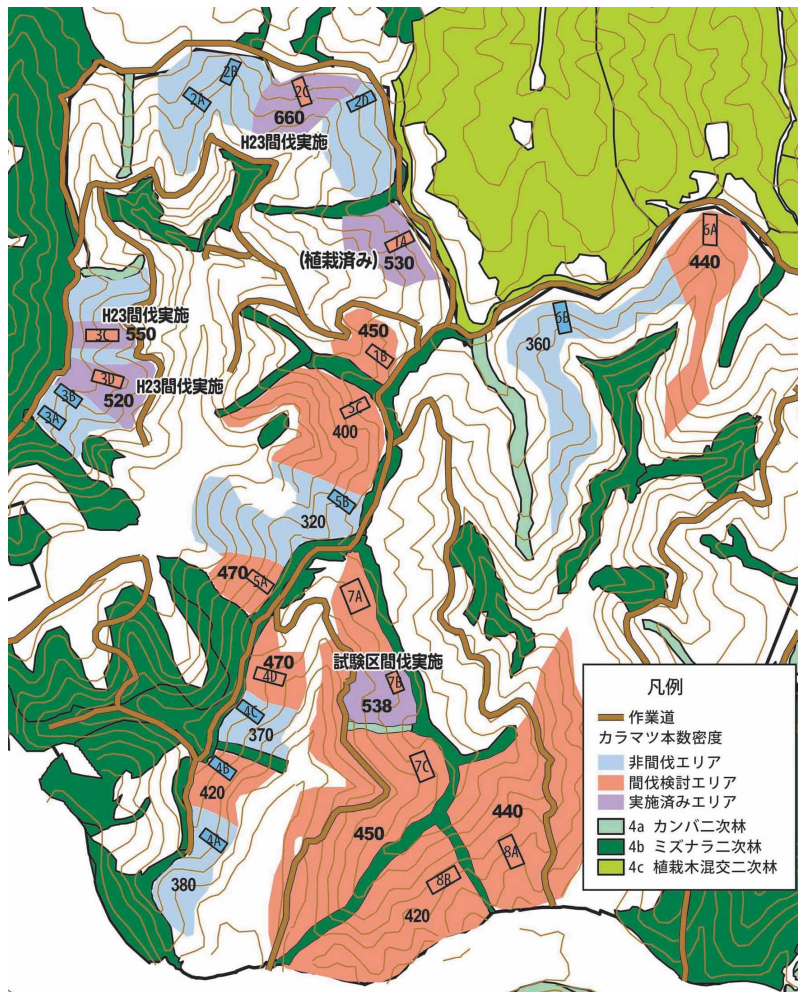 2B
2A
2C
2D
660
H23間伐実施
1A
(植栽済み)
530
6A
440
H23間伐実施
3C
550
450
6B
360
1B
3D
H23間伐実施
520
3B
3A
5C
400
5B
320
470
5A
7A
470
試験区間伐実施
4D
7B
538
4C
370
4B
7C
420
440
450
4A
8A
8B
380
420
凡例
作業道
カラマツ本数密度
非間伐エリア
間伐検討エリア
実施済みエリア
4a カンバ二次林
4b ミズナラ二次林
4c 植栽木混交二次林